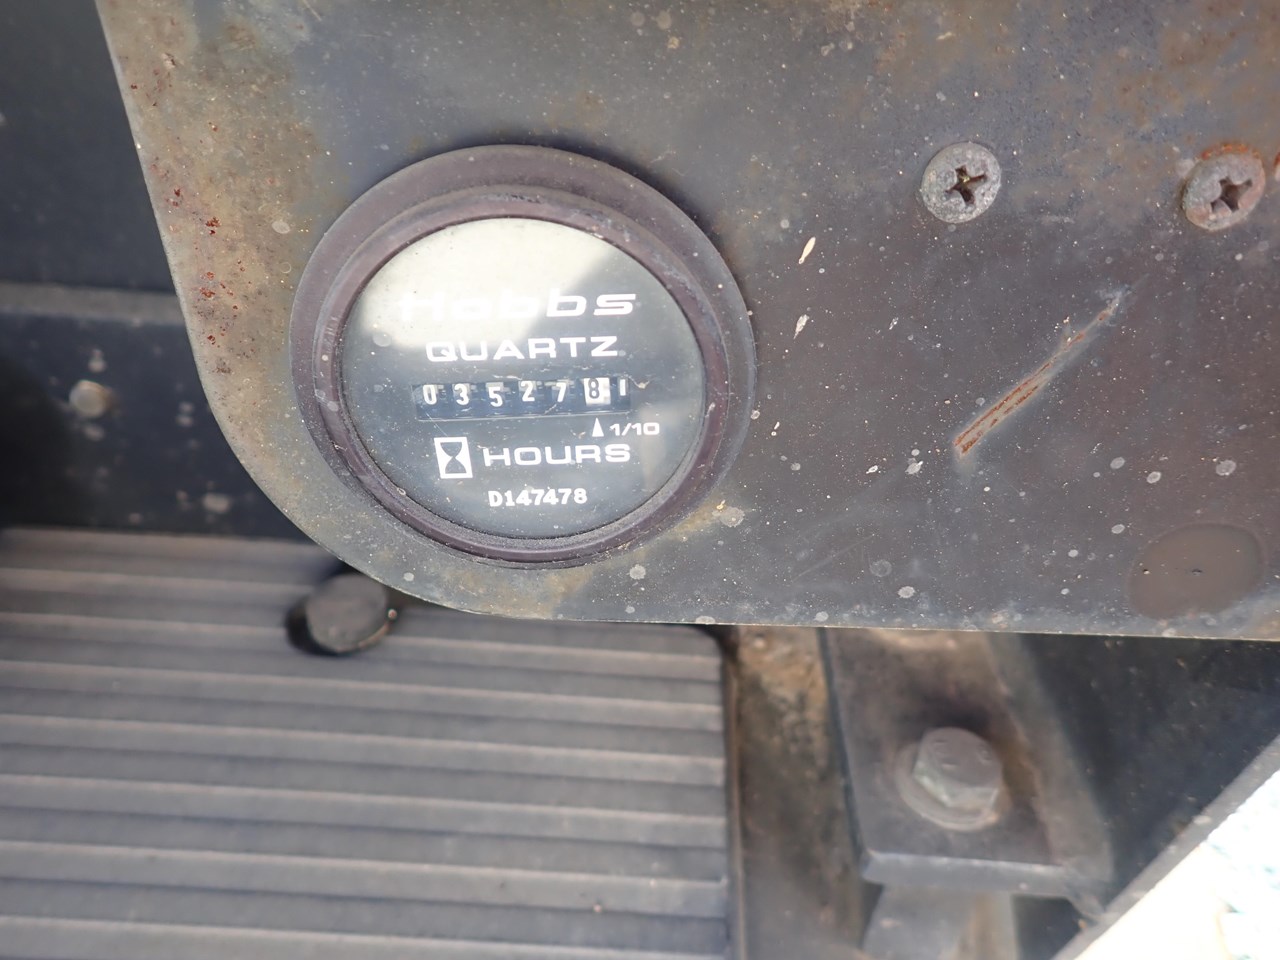 Hobbs
QUARTZ
0352781
1/10
HOURS
D147478